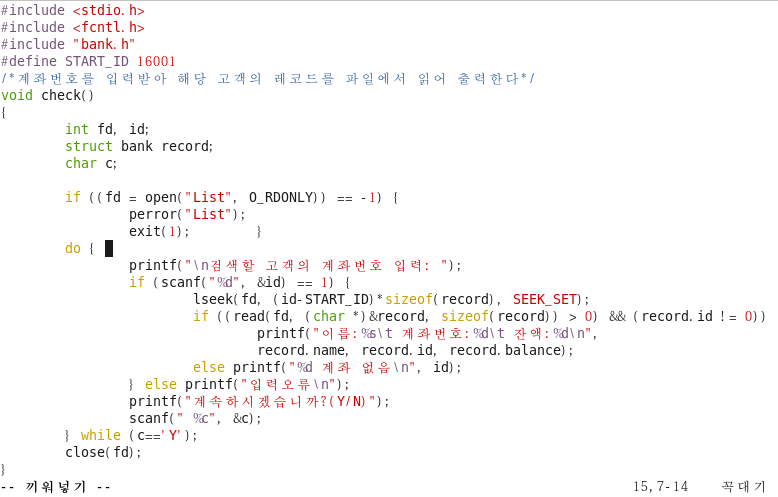 #include <stdio.h>
#include <fcntl.h>
#include "bank.h"
#define START_ID 16001
/*계좌번호를 입력받아 해당 고객의 레코드를 파일에서 읽어 출력한다*/
void check()
{
        int fd, id;
        struct bank record;
        char c;

        if ((fd = open("List", O_RDONLY)) == -1) {
                perror("List");
                exit(1);        }
        do {
                printf("\n검색할 고객의 계좌번호 입력: ");
                if (scanf("%d", &id) == 1) {
                        lseek(fd, (id-START_ID)*sizeof(record), SEEK_SET);
                        if ((read(fd, (char *)&record, sizeof(record)) > 0) && (record.id != 0))
                                printf("이름:%s\t 계좌번호:%d\t 잔액:%d\n",
                                record.name, record.id, record.balance);
                        else printf("%d 계좌 없음\n", id);
                } else printf("입력오류\n");
                printf("계속하시겠습니까?(Y/N)");
                scanf(" %c", &c);
        } while (c=='Y');
        close(fd);
}
-- 끼워넣기 --                15,7-14    꼭대기